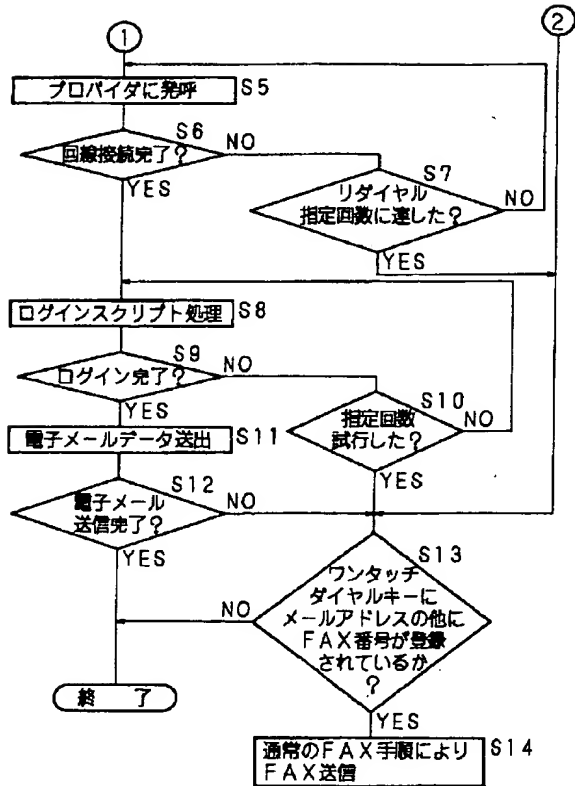 ①
②
プロバイダに発呼
S5
S6
回線接続完了?
NO
YES
S7
リダイヤル
指定回数に達した?
NO
YES
ログインスクリプト処理
S8
S9
ログイン完了?
NO
YES
S10
指定回数
試行した?
NO
YES
電子メールデータ送出
S11
S12
電子メール
送信完了?
NO
YES
S13
ワンタッチ
ダイヤルキーに
メールアドレスの他に
FAX番号が登録
されているか
?
NO
YES
終 了
通常のFAX手順により
FAX送信
S14